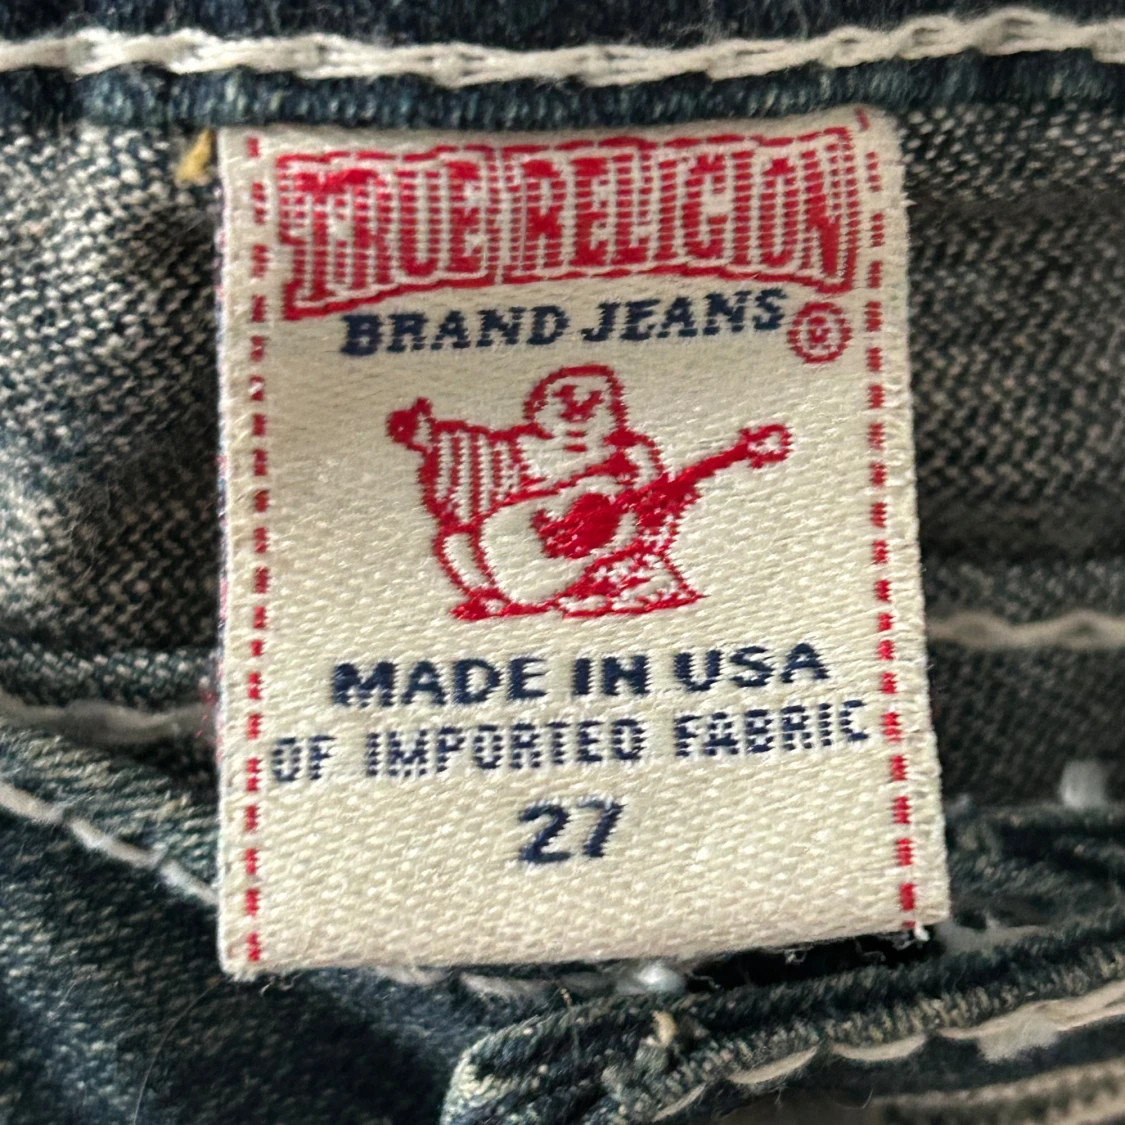 TRUE RELIGION
BRAND JEANS ®
MADE IN USA
OF IMPORTED FABRIC
27